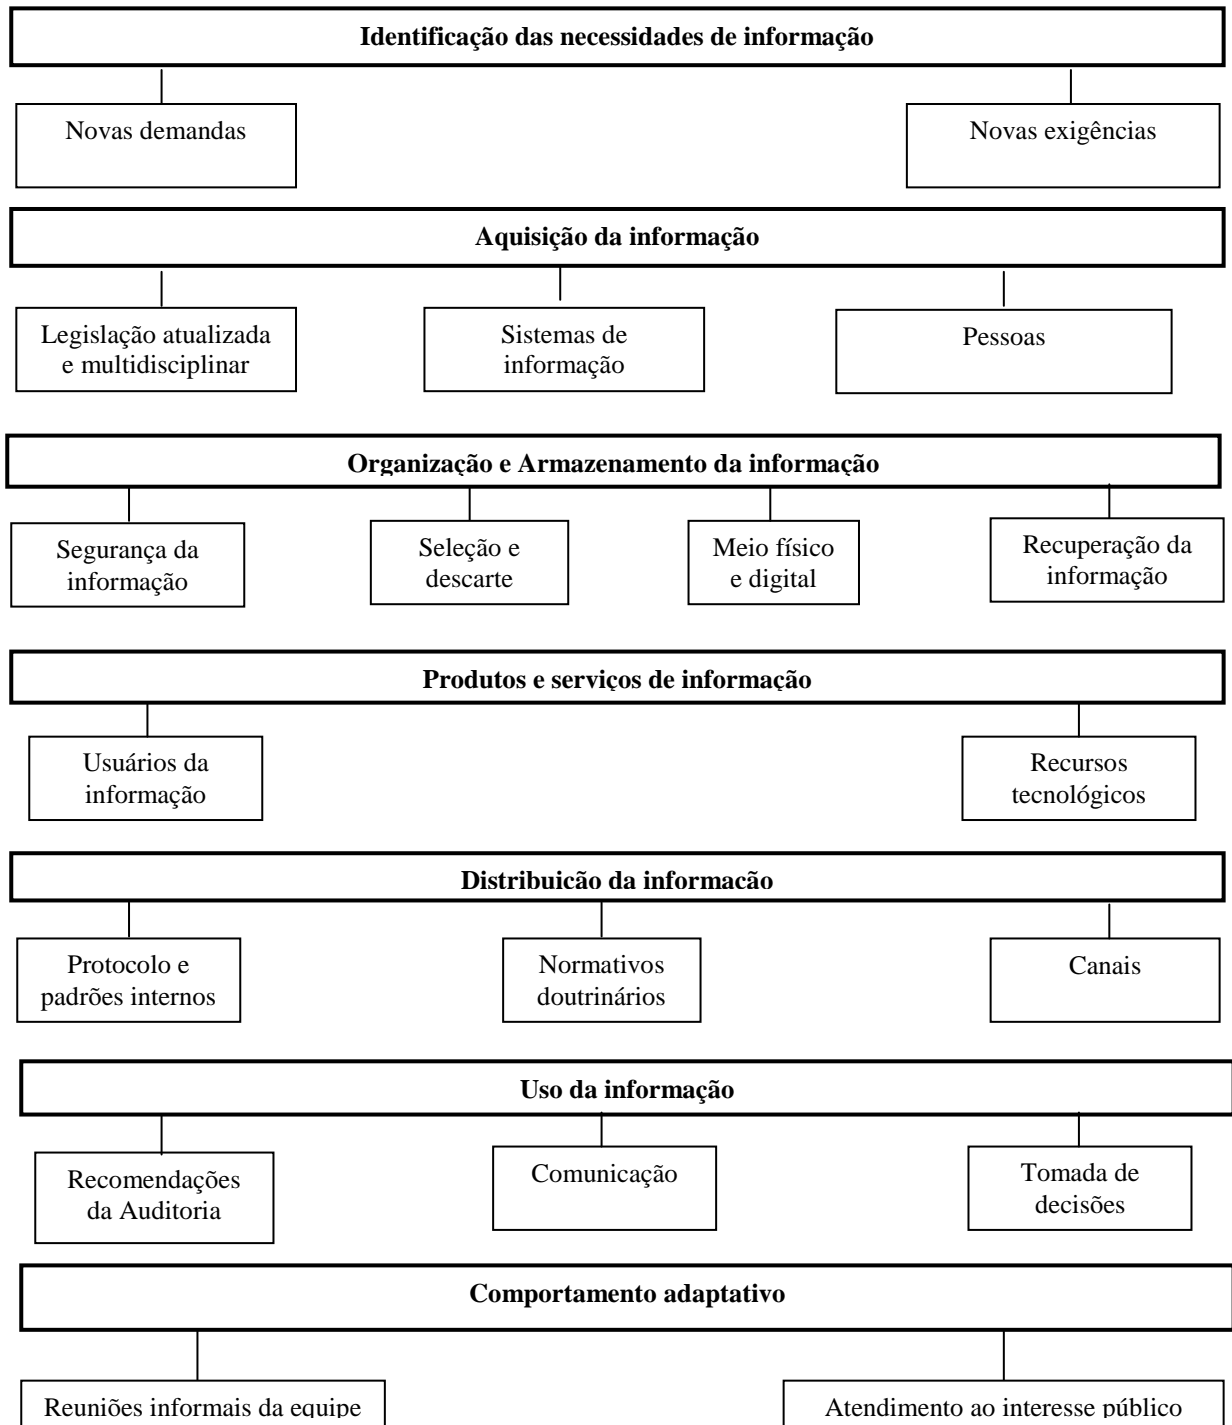 Identificação das necessidades de informação
Novas demandas
Novas exigências
Aquisição da informação
Legislação atualizada
e multidisciplinar
Sistemas de
informação
Pessoas
Organização e Armazenamento da informação
Segurança da
informação
Seleção e
descarte
Meio físico
e digital
Recuperação da
informação
Produtos e serviços de informação
Usuários da
informação
Recursos
tecnológicos
Distribuicão da informacão
Protocolo e
padrões internos
Normativos
doutrinários
Canais
Uso da informação
Recomendações
da Auditoria
Comunicação
Tomada de
decisões
Comportamento adaptativo
Reuniões informais da equipe
Atendimento ao interesse público